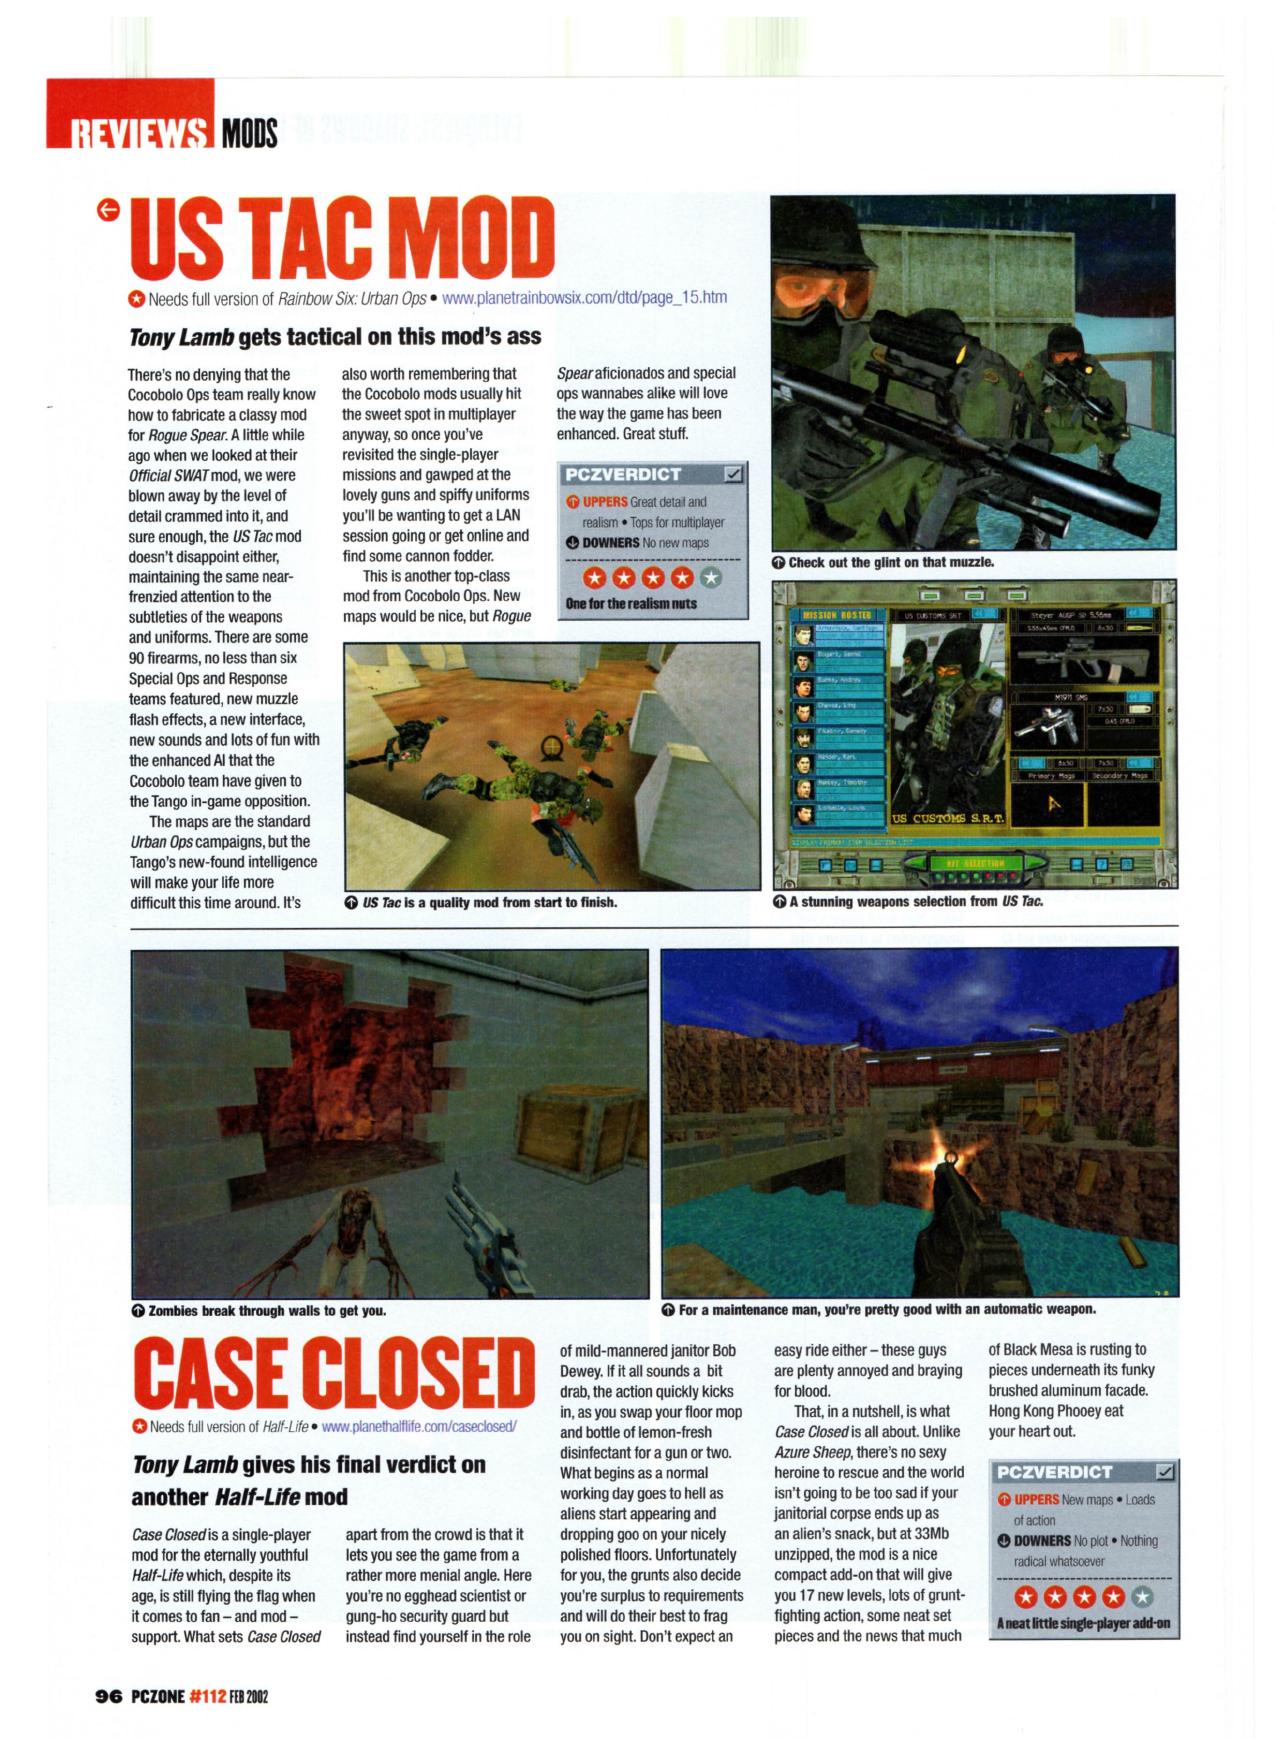 REVIEWS MODS
US TAC MOD
Needs full version of Rainbow Six: Urban Ops • www.planetrainbowsix.com/dtd/page_15.htm
Tony Lamb gets tactical on this mod's ass
There's no denying that the
Cocobolo Ops team really know
how to fabricate a classy mod
for Rogue Spear. A little while
ago when we looked at their
Official SWAT mod, we were
blown away by the level of
detail crammed into it, and
sure enough, the US Tac mod
doesn't disappoint either,
maintaining the same near-
frenzied attention to the
subtleties of the weapons
and uniforms. There are some
90 firearms, no less than six
Special Ops and Response
teams featured, new muzzle
flash effects, a new interface,
new sounds and lots of fun with
the enhanced AI that the
Cocobolo team have given to
the Tango in-game opposition.
The maps are the standard
Urban Ops campaigns, but the
Tango's new-found intelligence
will make your life more
difficult this time around. It's
also worth remembering that
the Cocobolo mods usually hit
the sweet spot in multiplayer
anyway, so once you've
revisited the single-player
missions and gawped at the
lovely guns and spiffy uniforms
you'll be wanting to get a LAN
session going or get online and
find some cannon fodder.
This is another top-class
mod from Cocobolo Ops. New
maps would be nice, but Rogue
Spear aficionados and special
ops wannabes alike will love
the way the game has been
enhanced. Great stuff.
PCZVERDICT
UPPERS Great detail and
realism • Tops for multiplayer
DOWNERS No new maps
One for the realism nuts
Check out the glint on that muzzle.
MISSION ROSTER
US CUSTOMS SRT
Steyer AUGP SD 5.56mm
5.56x45mm (FMJ) 8x30
M1911 SMG
7x30
0.45 (FMJ)
8x30 7x30
Primary Mags Secondary Mags
US CUSTOMS S.R.T.
KIT SELECTION
US Tac is a quality mod from start to finish.
A stunning weapons selection from US Tac.
Zombies break through walls to get you.
For a maintenance man, you're pretty good with an automatic weapon.
CASE CLOSED
Needs full version of Half-Life • www.planethalflife.com/caseclosed/
Tony Lamb gives his final verdict on
another Half-Life mod
Case Closed is a single-player
mod for the eternally youthful
Half-Life which, despite its
age, is still flying the flag when
it comes to fan – and mod –
support. What sets Case Closed
apart from the crowd is that it
lets you see the game from a
rather more menial angle. Here
you're no egghead scientist or
gung-ho security guard but
instead find yourself in the role
of mild-mannered janitor Bob
Dewey. If it all sounds a bit
drab, the action quickly kicks
in, as you swap your floor mop
and bottle of lemon-fresh
disinfectant for a gun or two.
What begins as a normal
working day goes to hell as
aliens start appearing and
dropping goo on your nicely
polished floors. Unfortunately
for you, the grunts also decide
you're surplus to requirements
and will do their best to frag
you on sight. Don't expect an
easy ride either – these guys
are plenty annoyed and braying
for blood.
That, in a nutshell, is what
Case Closed is all about. Unlike
Azure Sheep, there's no sexy
heroine to rescue and the world
isn't going to be too sad if your
janitorial corpse ends up as
an alien's snack, but at 33Mb
unzipped, the mod is a nice
compact add-on that will give
you 17 new levels, lots of grunt-
fighting action, some neat set
pieces and the news that much
of Black Mesa is rusting to
pieces underneath its funky
brushed aluminum facade.
Hong Kong Phooey eat
your heart out.
PCZVERDICT
UPPERS New maps • Loads
of action
DOWNERS No plot • Nothing
radical whatsoever
A neat little single-player add-on
96 PCZONE #112 FEB 2002